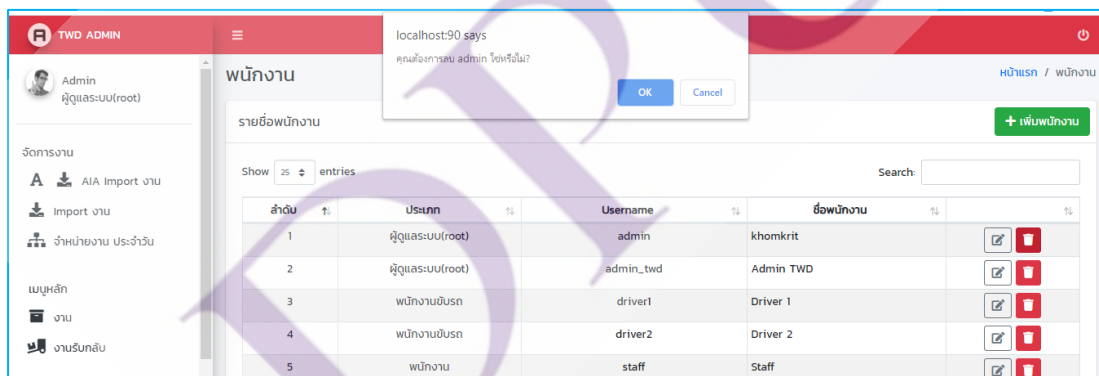 TWD ADMIN
localhost:90 says
คุณต้องการลบ admin ใช่หรือไม่?
OK Cancel
Admin
ผู้ดูแลระบบ(root)
พนักงาน
หน้าแรก / พนักงาน
รายชื่อพนักงาน
+ เพิ่มพนักงาน
จัดการงาน
AIA Import งาน
Import งาน
จำหน่ายงาน ประจำวัน
เมนูหลัก
งาน
งานรับกลับ
Show 25 entries
Search:
ลำดับ ประเภท Username ชื่อพนักงาน
1 ผู้ดูแลระบบ(root) admin khomkrit
2 ผู้ดูแลระบบ(root) admin_twd Admin TWD
3 พนักงานขับรถ driver1 Driver 1
4 พนักงานขับรถ driver2 Driver 2
5 พนักงาน staff Staff